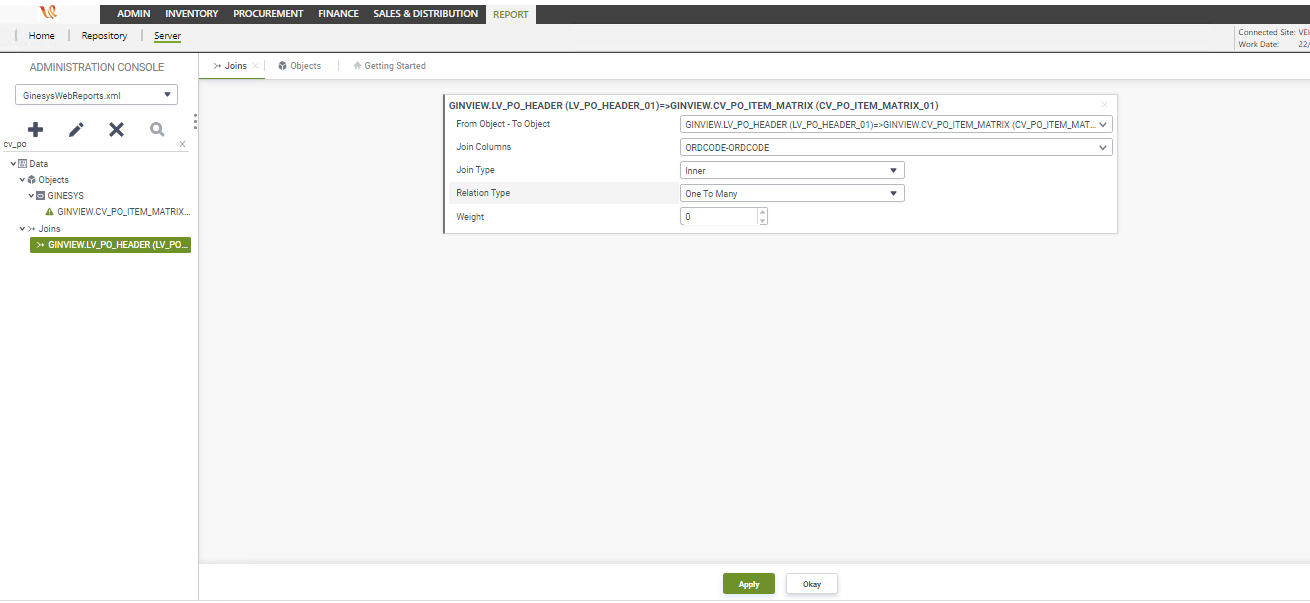 ADMIN INVENTORY PROCUREMENT FINANCE SALES & DISTRIBUTION REPORT
Home Repository Server
Connected Site: VEH
Work Date: 22/
ADMINISTRATION CONSOLE
Joins Objects Getting Started
GinesysWebReports.xml
cv_po
Data
Objects
GINESYS
GINVIEW.CV_PO_ITEM_MATRIX...
Joins
GINVIEW.LV_PO_HEADER (LV_PO...
GINVIEW.LV_PO_HEADER (LV_PO_HEADER_01)=>GINVIEW.CV_PO_ITEM_MATRIX (CV_PO_ITEM_MATRIX_01)
From Object - To Object GINVIEW.LV_PO_HEADER (LV_PO_HEADER_01)=>GINVIEW.CV_PO_ITEM_MATRIX (CV_PO_ITEM_MAT...
Join Columns ORDCODE-ORDCODE
Join Type Inner
Relation Type One To Many
Weight 0
Apply Okay